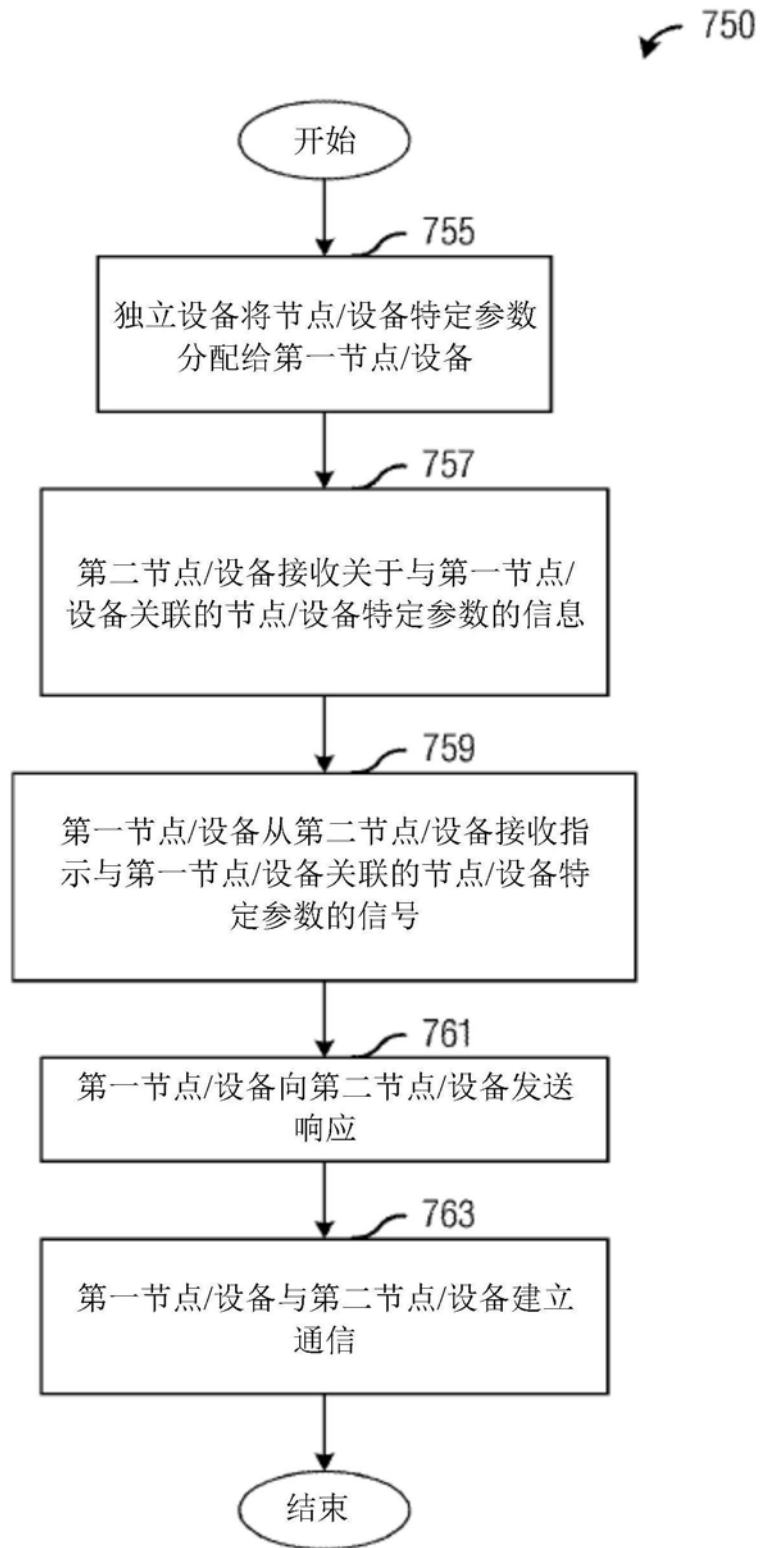 750
开始
755
独立设备将节点/设备特定参数
分配给第一节点/设备
757
第二节点/设备接收关于与第一节点/
设备关联的节点/设备特定参数的信息
759
第一节点/设备从第二节点/设备接收指
示与第一节点/设备关联的节点/设备特
定参数的信号
761
第一节点/设备向第二节点/设备发送
响应
763
第一节点/设备与第二节点/设备建立
通信
结束